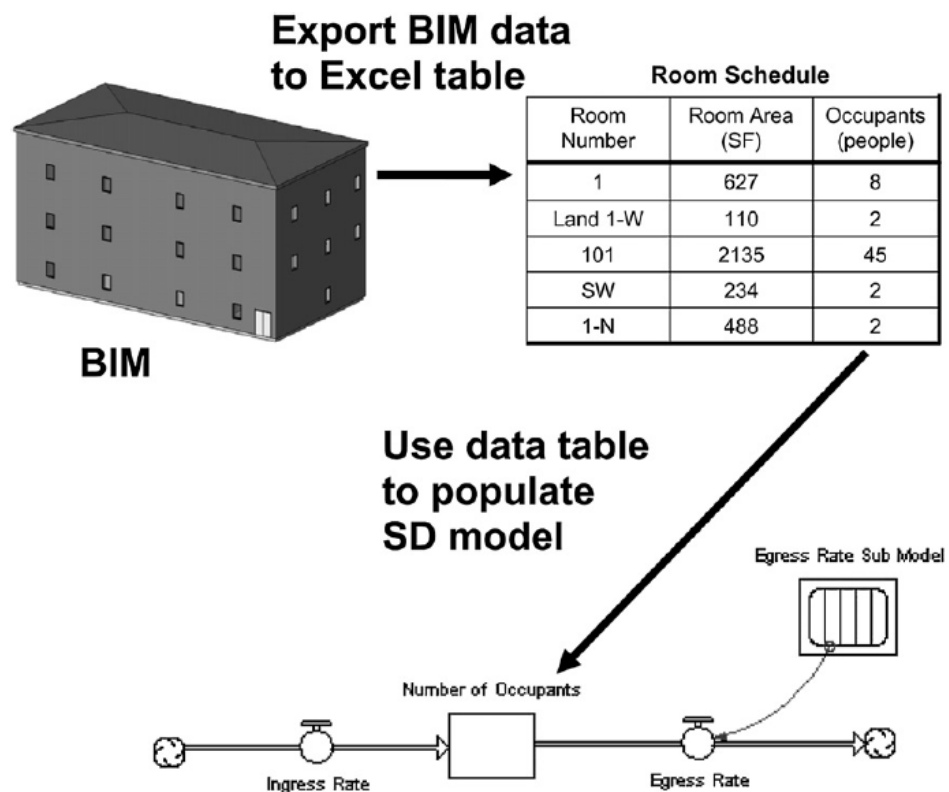 Export BIM data
to Excel table
Room Schedule
Room Number Room Area (SF) Occupants (people)
1 627 8
Land 1-W 110 2
101 2135 45
SW 234 2
1-N 488 2
BIM
Use data table
to populate
SD model
Egress Rate Sub Model
Number of Occupants
Ingress Rate Egress Rate